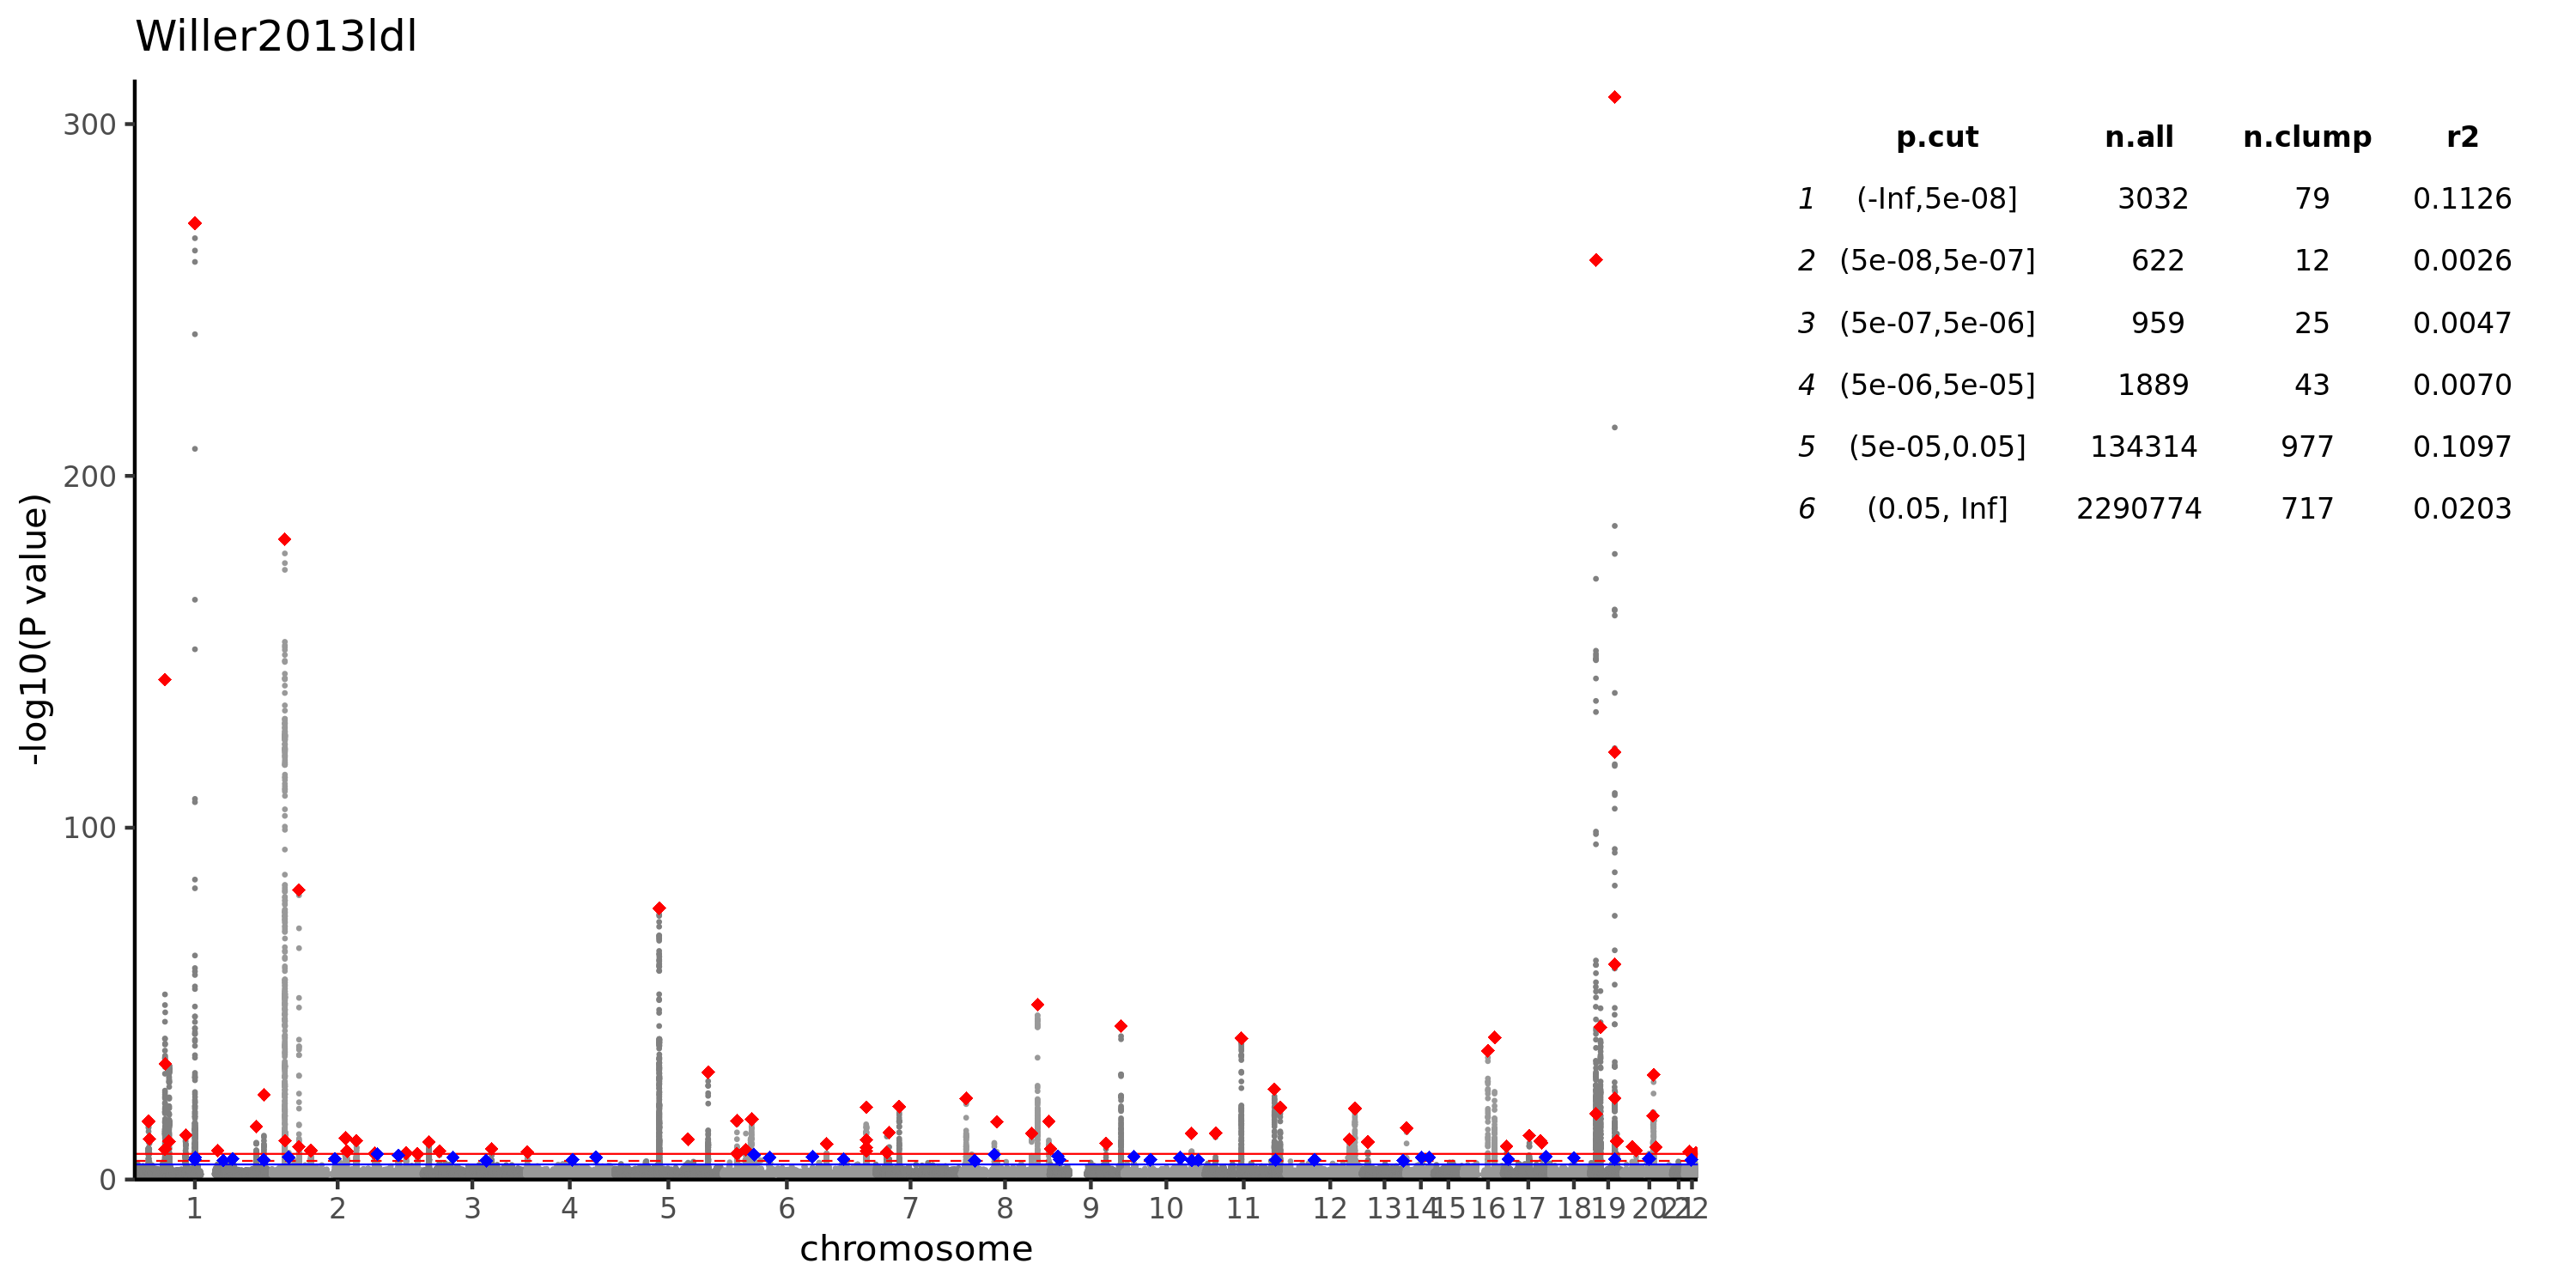 Willer2013ldl
300
200
100
0
-log10(P value)
1 2 3 4 5 6 7 8 9 10 11 12 13 14 15 16 17 18 19 20 21 22
chromosome
p.cut n.all n.clump r2
1 (-Inf,5e-08] 3032 79 0.1126
2 (5e-08,5e-07] 622 12 0.0026
3 (5e-07,5e-06] 959 25 0.0047
4 (5e-06,5e-05] 1889 43 0.0070
5 (5e-05,0.05] 134314 977 0.1097
6 (0.05, Inf] 2290774 717 0.0203